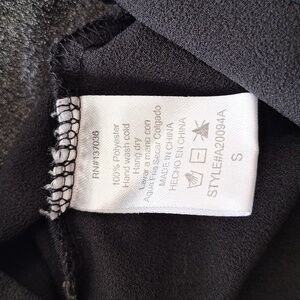 RN#137036
100% Polyester
Hand wash cold
Hang dry
Lavar a mano con
Agua Fria Secar Colgado
MADE IN CHINA
HECHO EN CHINA
STYLE#A20094A
S